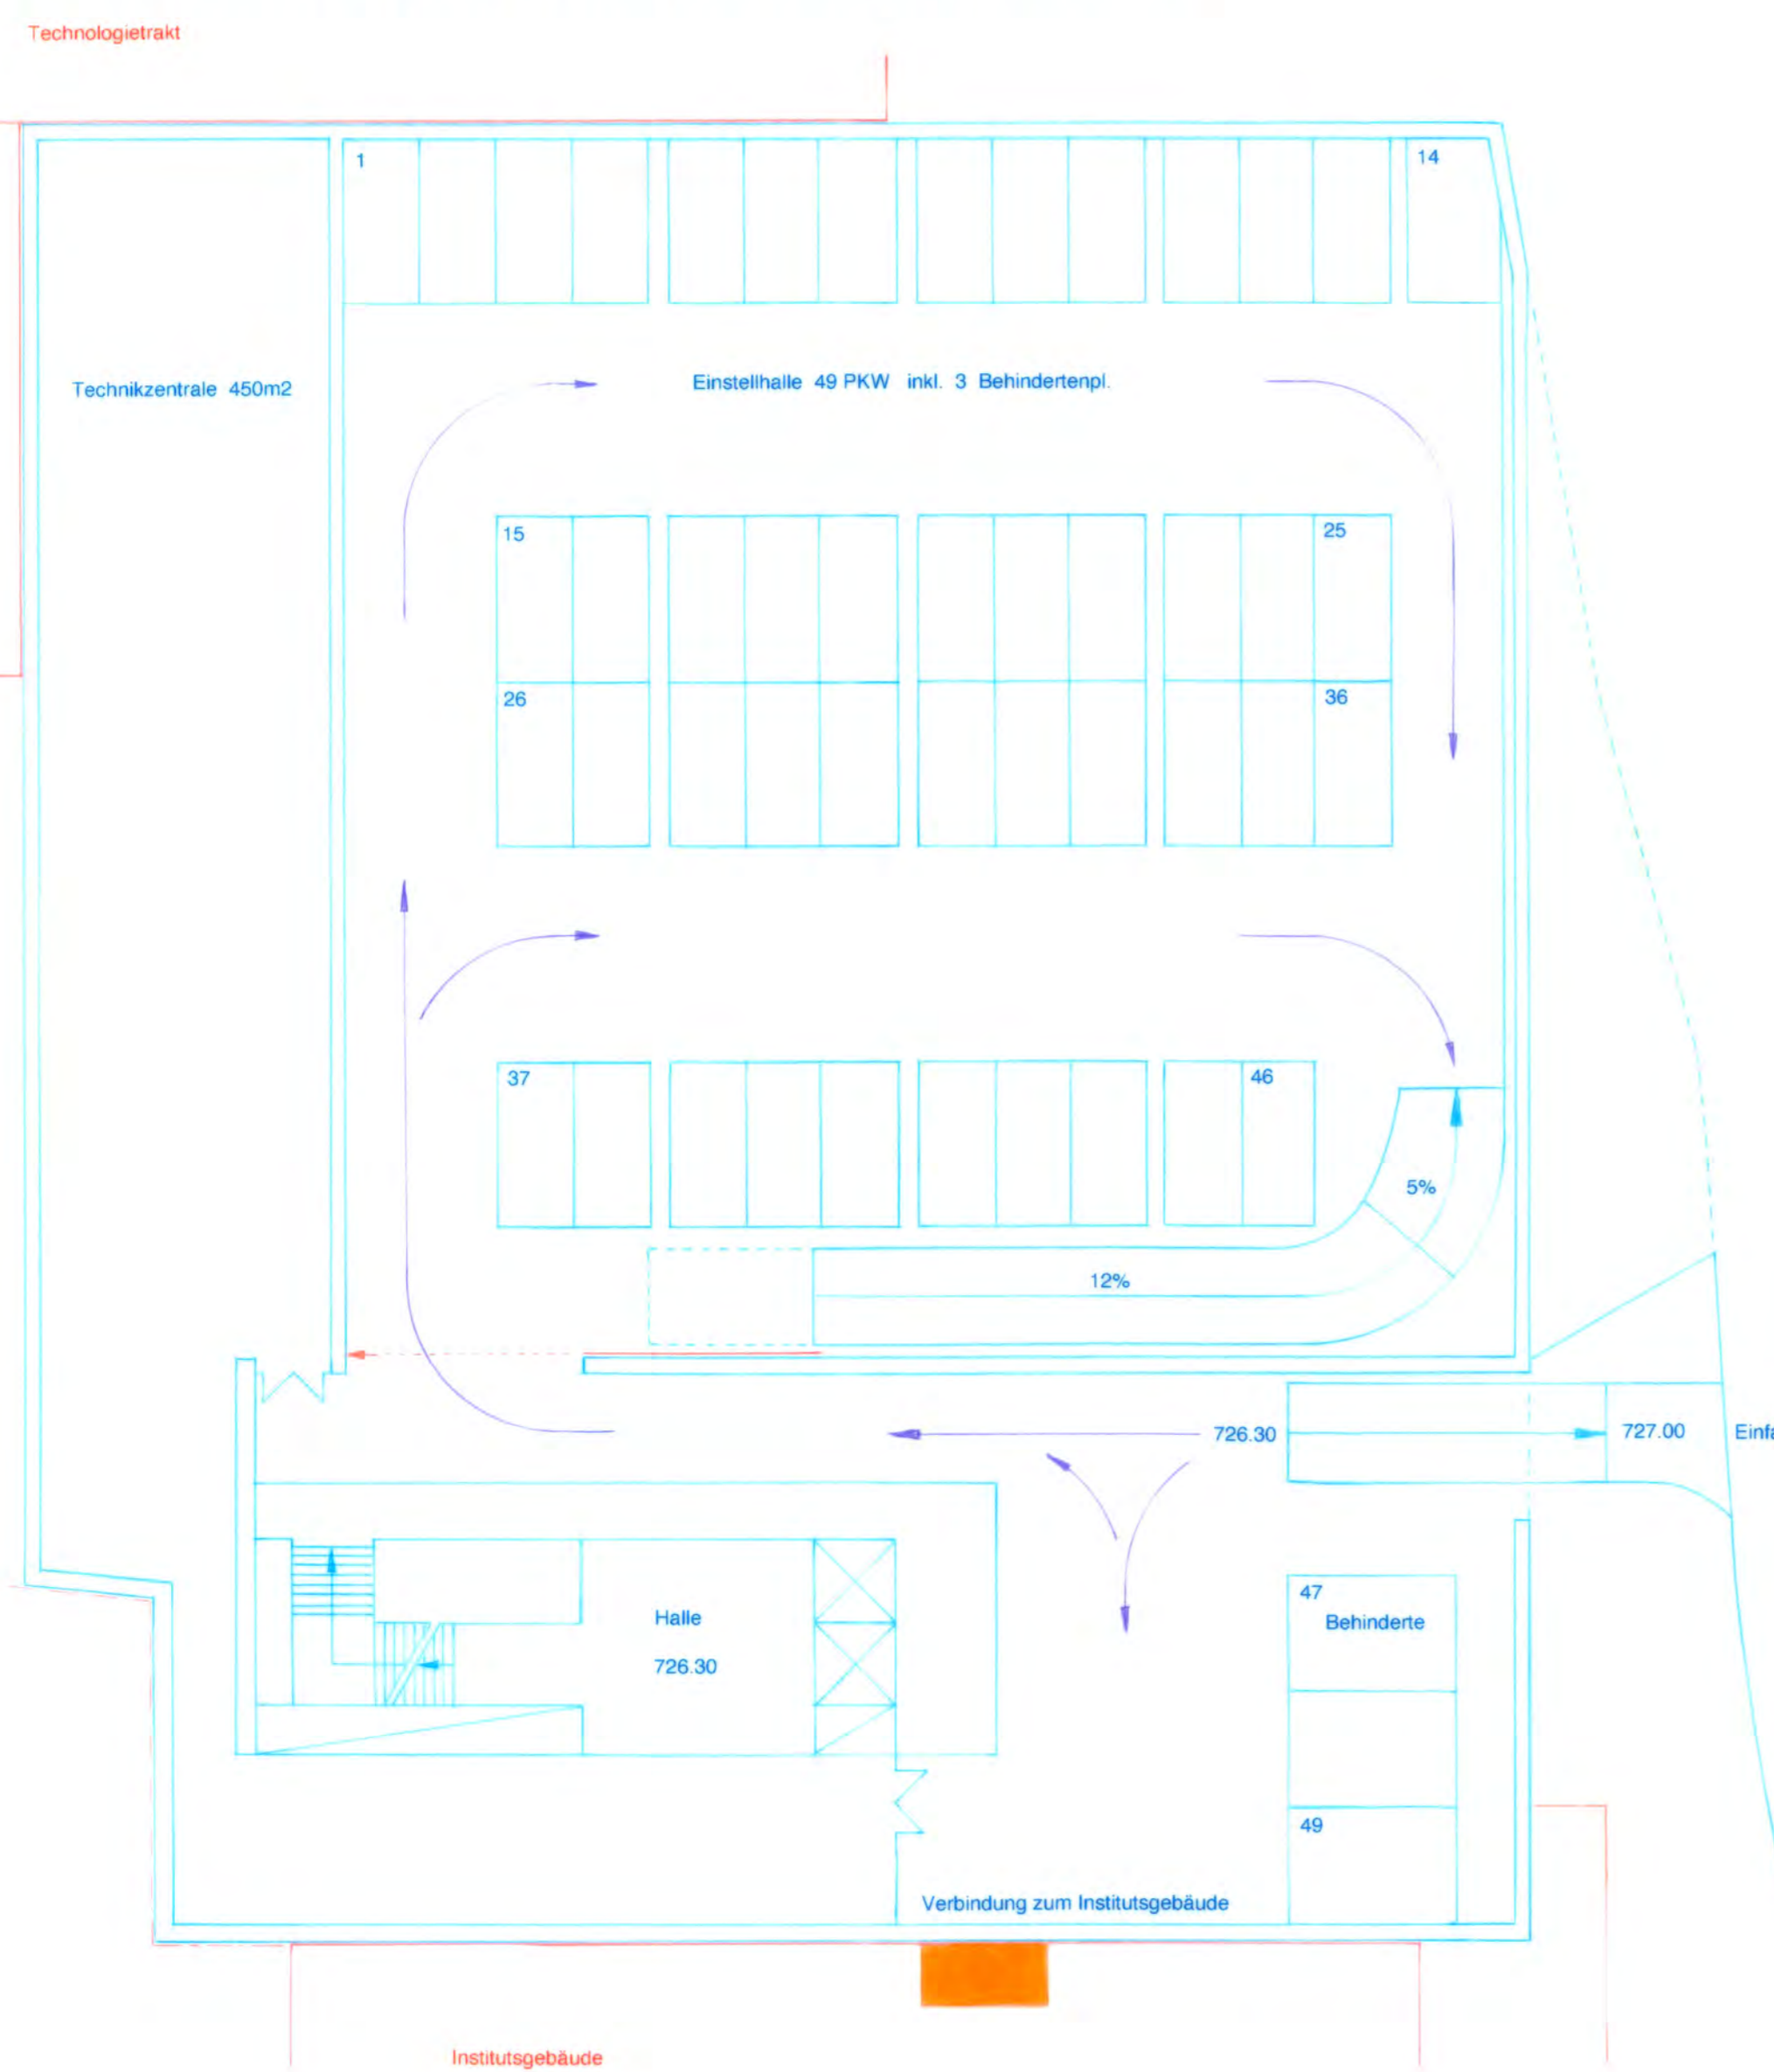 Technologietrakt
1
14
Technikzentrale 450m2
Einstellhalle 49 PKW inkl. 3 Behindertenpl.
15
25
26
36
37
46
5%
12%
726.30
727.00
Einfa
47
Behinderte
Halle
726.30
49
Verbindung zum Institutsgebäude
Institutsgebäude